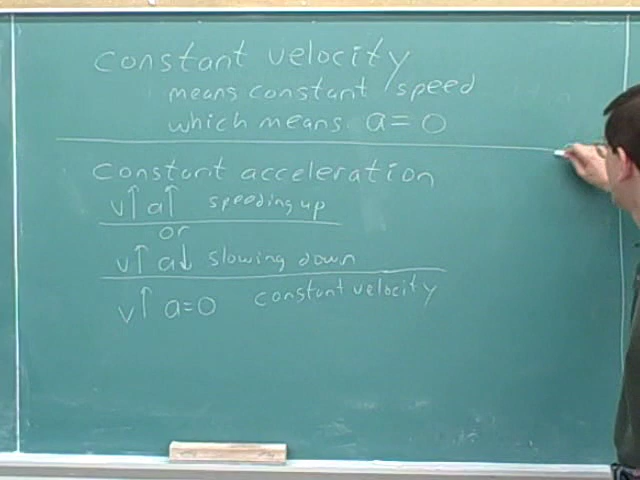 constant velocity
means constant speed
which means a = 0
constant acceleration
v↑ a↑ speeding up
or
v↑ a↓ slowing down
v↑ a=0 constant velocity